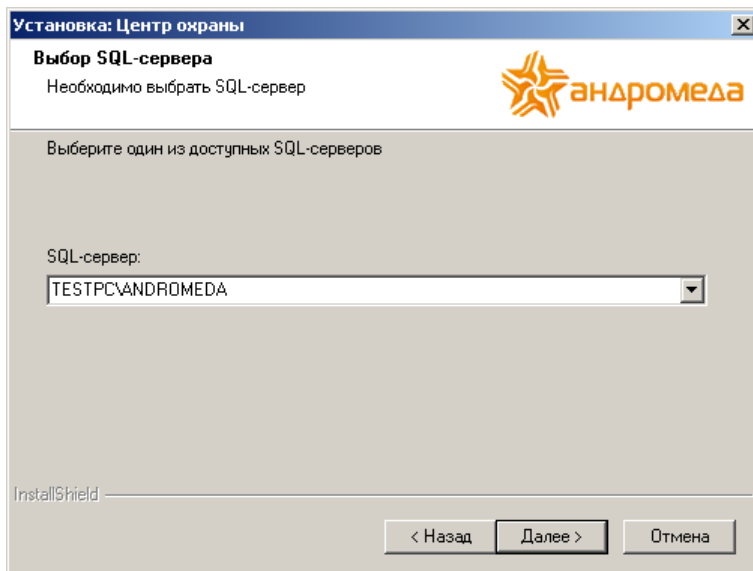 Установка: Центр охраны
Выбор SQL-сервера
Необходимо выбрать SQL-сервер
андромеда
Выберите один из доступных SQL-серверов
SQL-сервер:
TESTPC\ANDROMEDA
InstallShield
< Назад
Далее >
Отмена